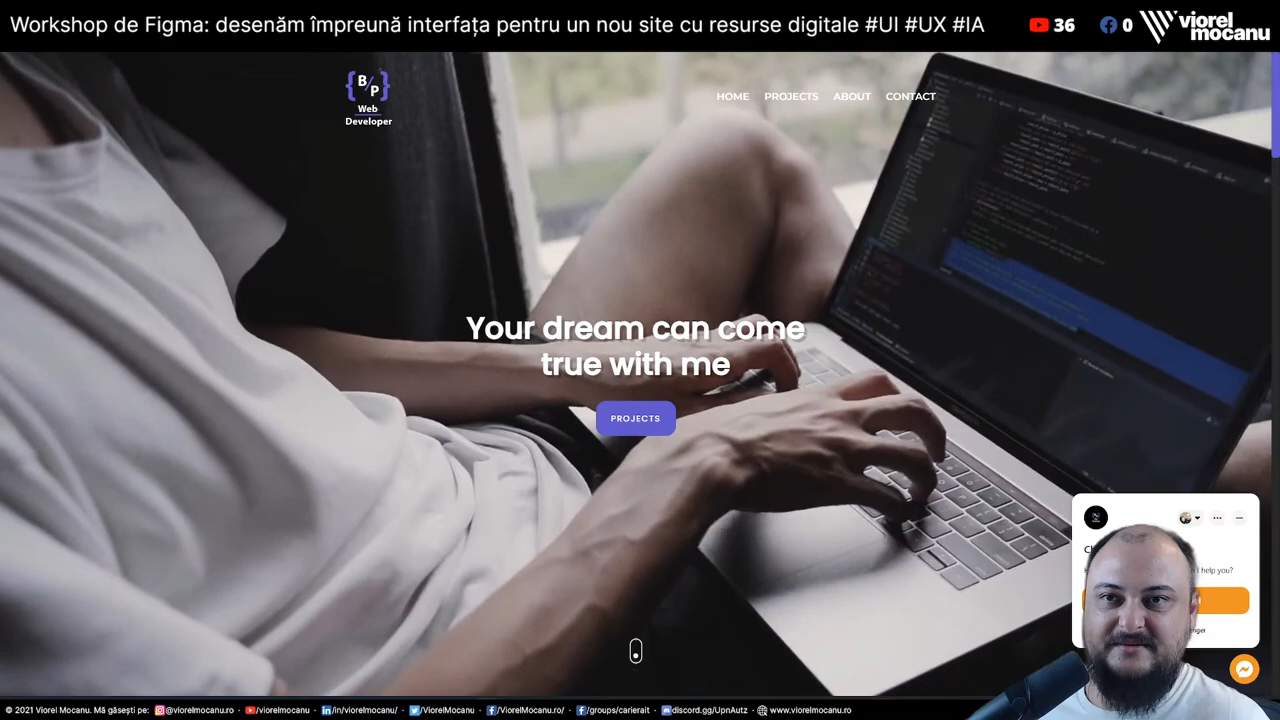 Workshop de Figma: desenăm împreună interfața pentru un nou site cu resurse digitale #UI #UX #IA
36
0
viorel
mocanu
B/P
Web
Developer
HOME PROJECTS ABOUT CONTACT
Your dream can come
true with me
PROJECTS
I help you?
© 2021 Viorel Mocanu. Mă găsești pe: @viorelmocanu.ro · /viorelmocanu · /in/viorelmocanu/ · /ViorelMocanu · /ViorelMocanu.ro/ · /groups/carierait · discord.gg/UpnAutz · www.viorelmocanu.ro